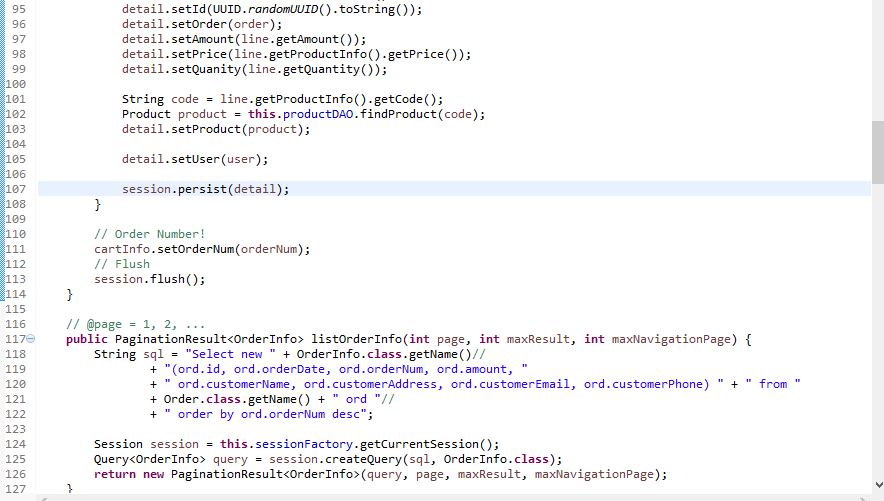 95 detail.setId(UUID.randomUUID().toString());
96 detail.setOrder(order);
97 detail.setAmount(line.getAmount());
98 detail.setPrice(line.getProductInfo().getPrice());
99 detail.setQuanity(line.getQuantity());
100
101 String code = line.getProductInfo().getCode();
102 Product product = this.productDAO.findProduct(code);
103 detail.setProduct(product);
104
105 detail.setUser(user);
106
107 session.persist(detail);
108 }
109
110 // Order Number!
111 cartInfo.setOrderNum(orderNum);
112 // Flush
113 session.flush();
114 }
115
116 // @page = 1, 2, ...
117 public PaginationResult<OrderInfo> listOrderInfo(int page, int maxResult, int maxNavigationPage) {
118 String sql = "Select new " + OrderInfo.class.getName()//
119 + "(ord.id, ord.orderDate, ord.orderNum, ord.amount, "
120 + " ord.customerName, ord.customerAddress, ord.customerEmail, ord.customerPhone) " + " from "
121 + Order.class.getName() + " ord "//
122 + " order by ord.orderNum desc";
123
124 Session session = this.sessionFactory.getCurrentSession();
125 Query<OrderInfo> query = session.createQuery(sql, OrderInfo.class);
126 return new PaginationResult<OrderInfo>(query, page, maxResult, maxNavigationPage);
127 }